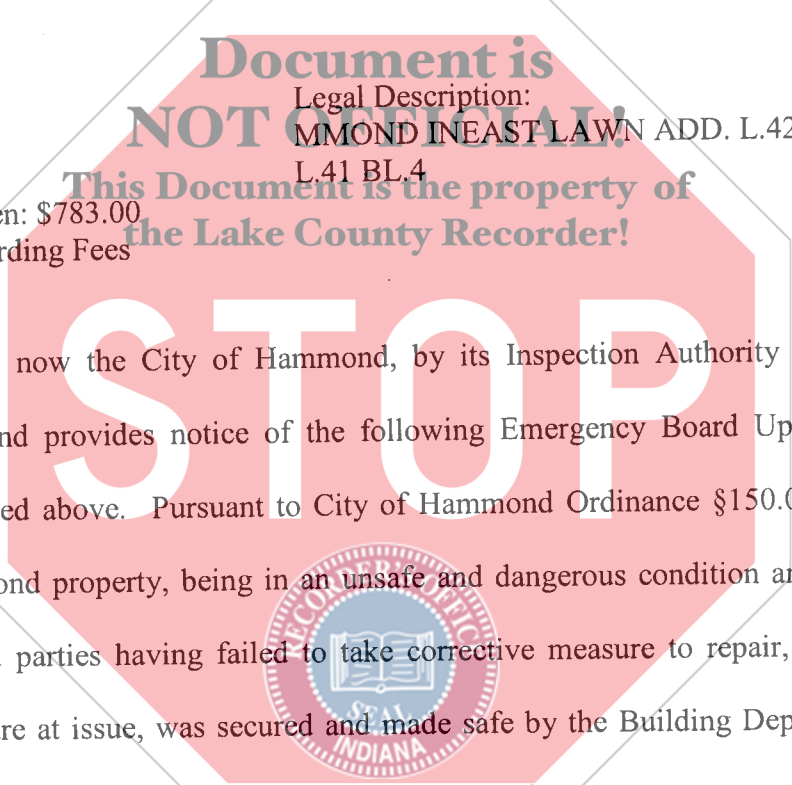 Document is
Legal Description:
NOT OFFICIAL!
MMOND INEAST LAWN ADD. L.42
L.41 BL.4
This Document is the property of
en: $783.00
the Lake County Recorder!
rding Fees
STOP
now the City of Hammond, by its Inspection Authority
nd provides notice of the following Emergency Board Up
ed above. Pursuant to City of Hammond Ordinance §150.0
ond property, being in an unsafe and dangerous condition an
parties having failed to take corrective measure to repair,
re at issue, was secured and made safe by the Building Dep
RECORDER'S OFFICE
SEAL
INDIANA